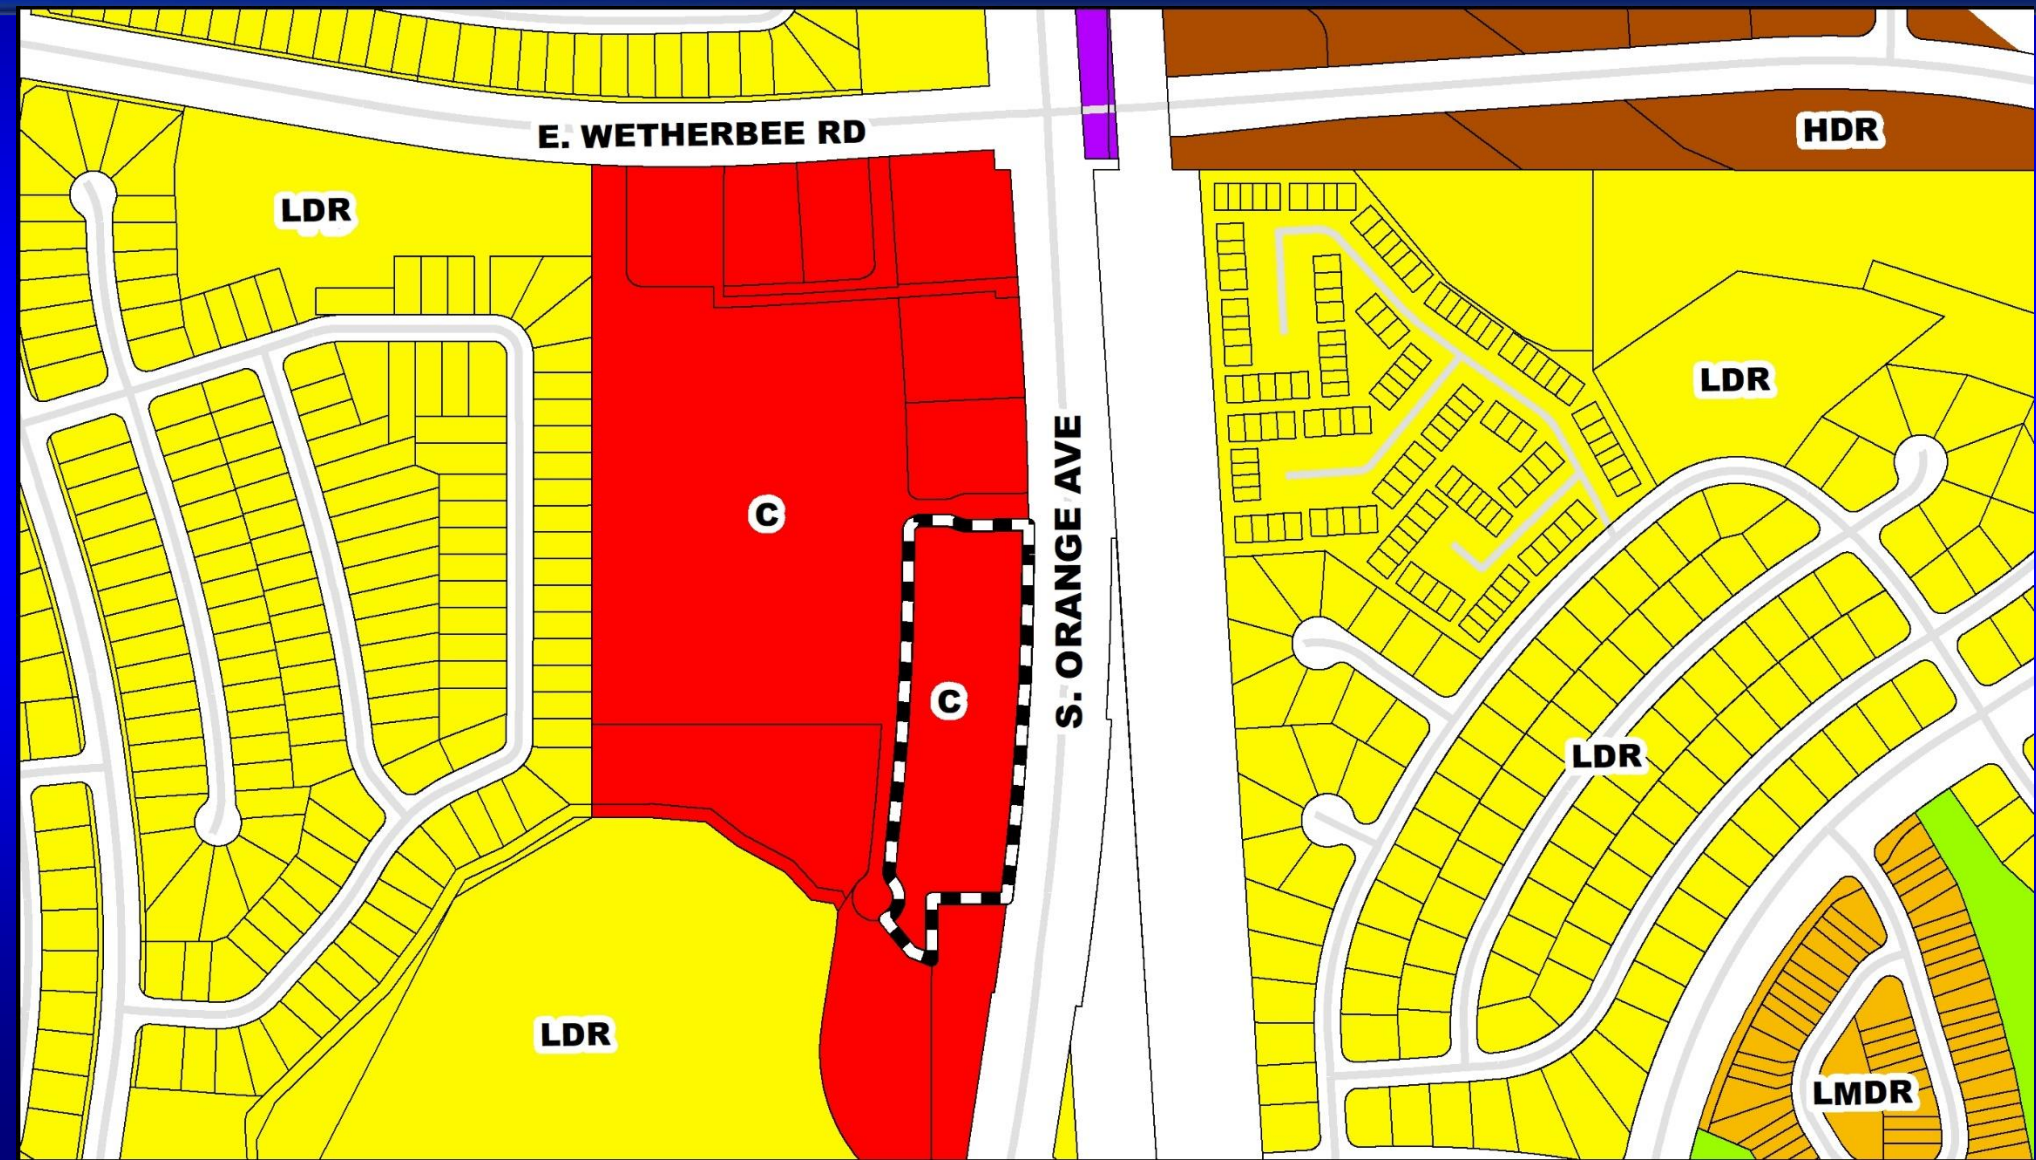 E. WETHERBEE RD
HDR
LDR
LDR
C
S. ORANGE AVE
C
LDR
LDR
LMDR